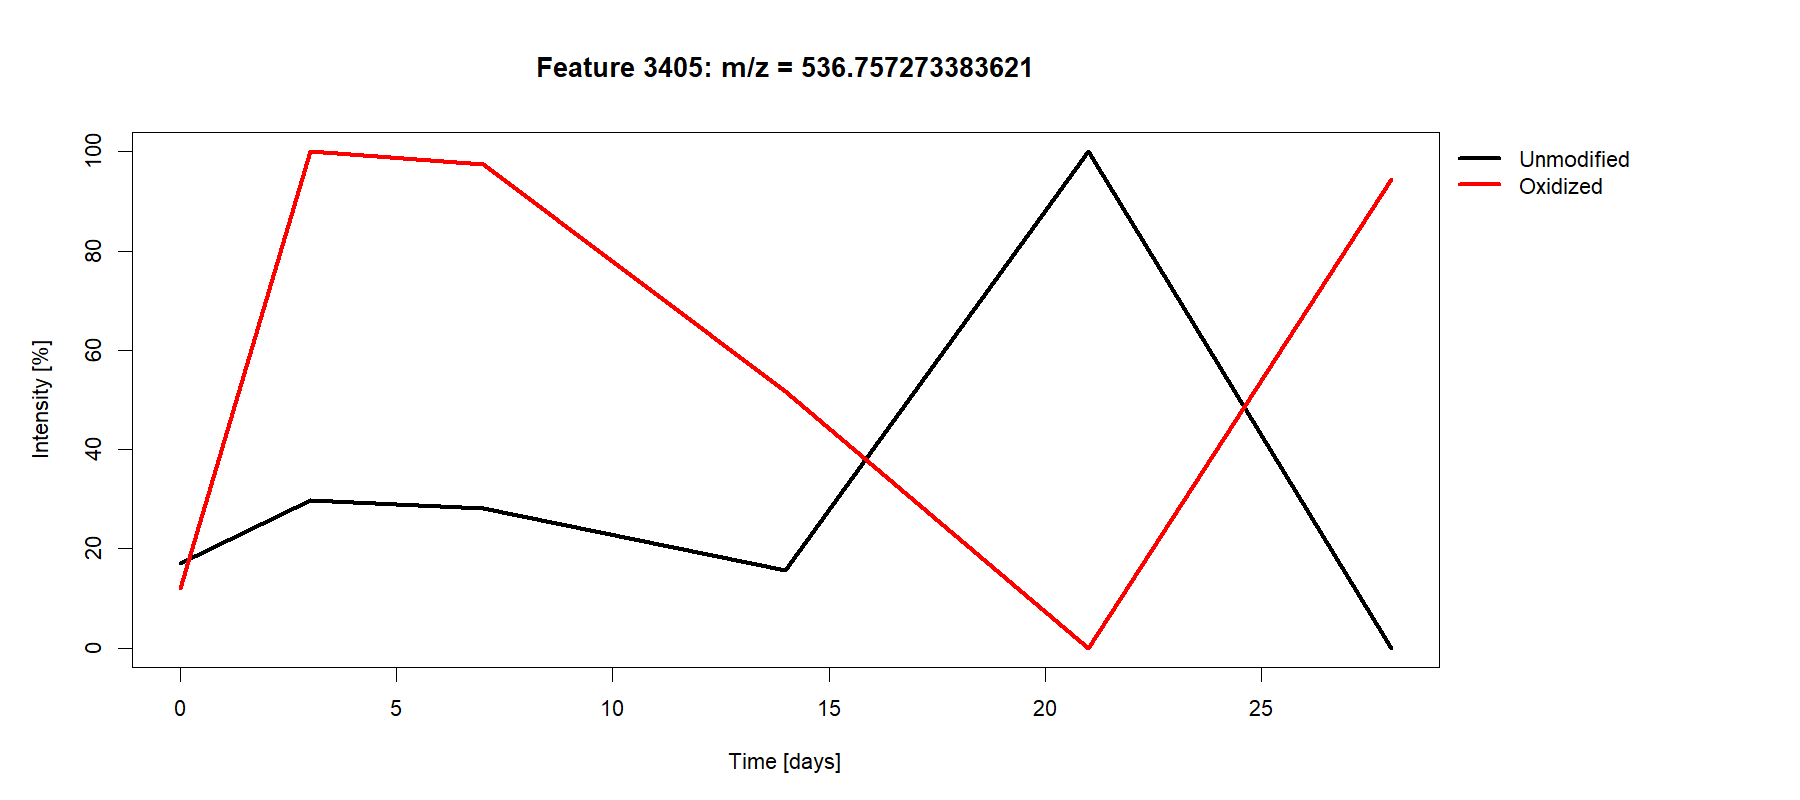 Feature 3405: m/z = 536.757273383621
Unmodified
Oxidized
100
80
60
40
20
0
Intensity [%]
0 5 10 15 20 25
Time [days]